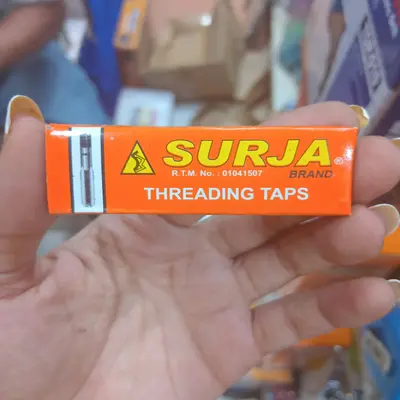 SURJA®
R.T.M. No. : 01041507 BRAND
THREADING TAPS